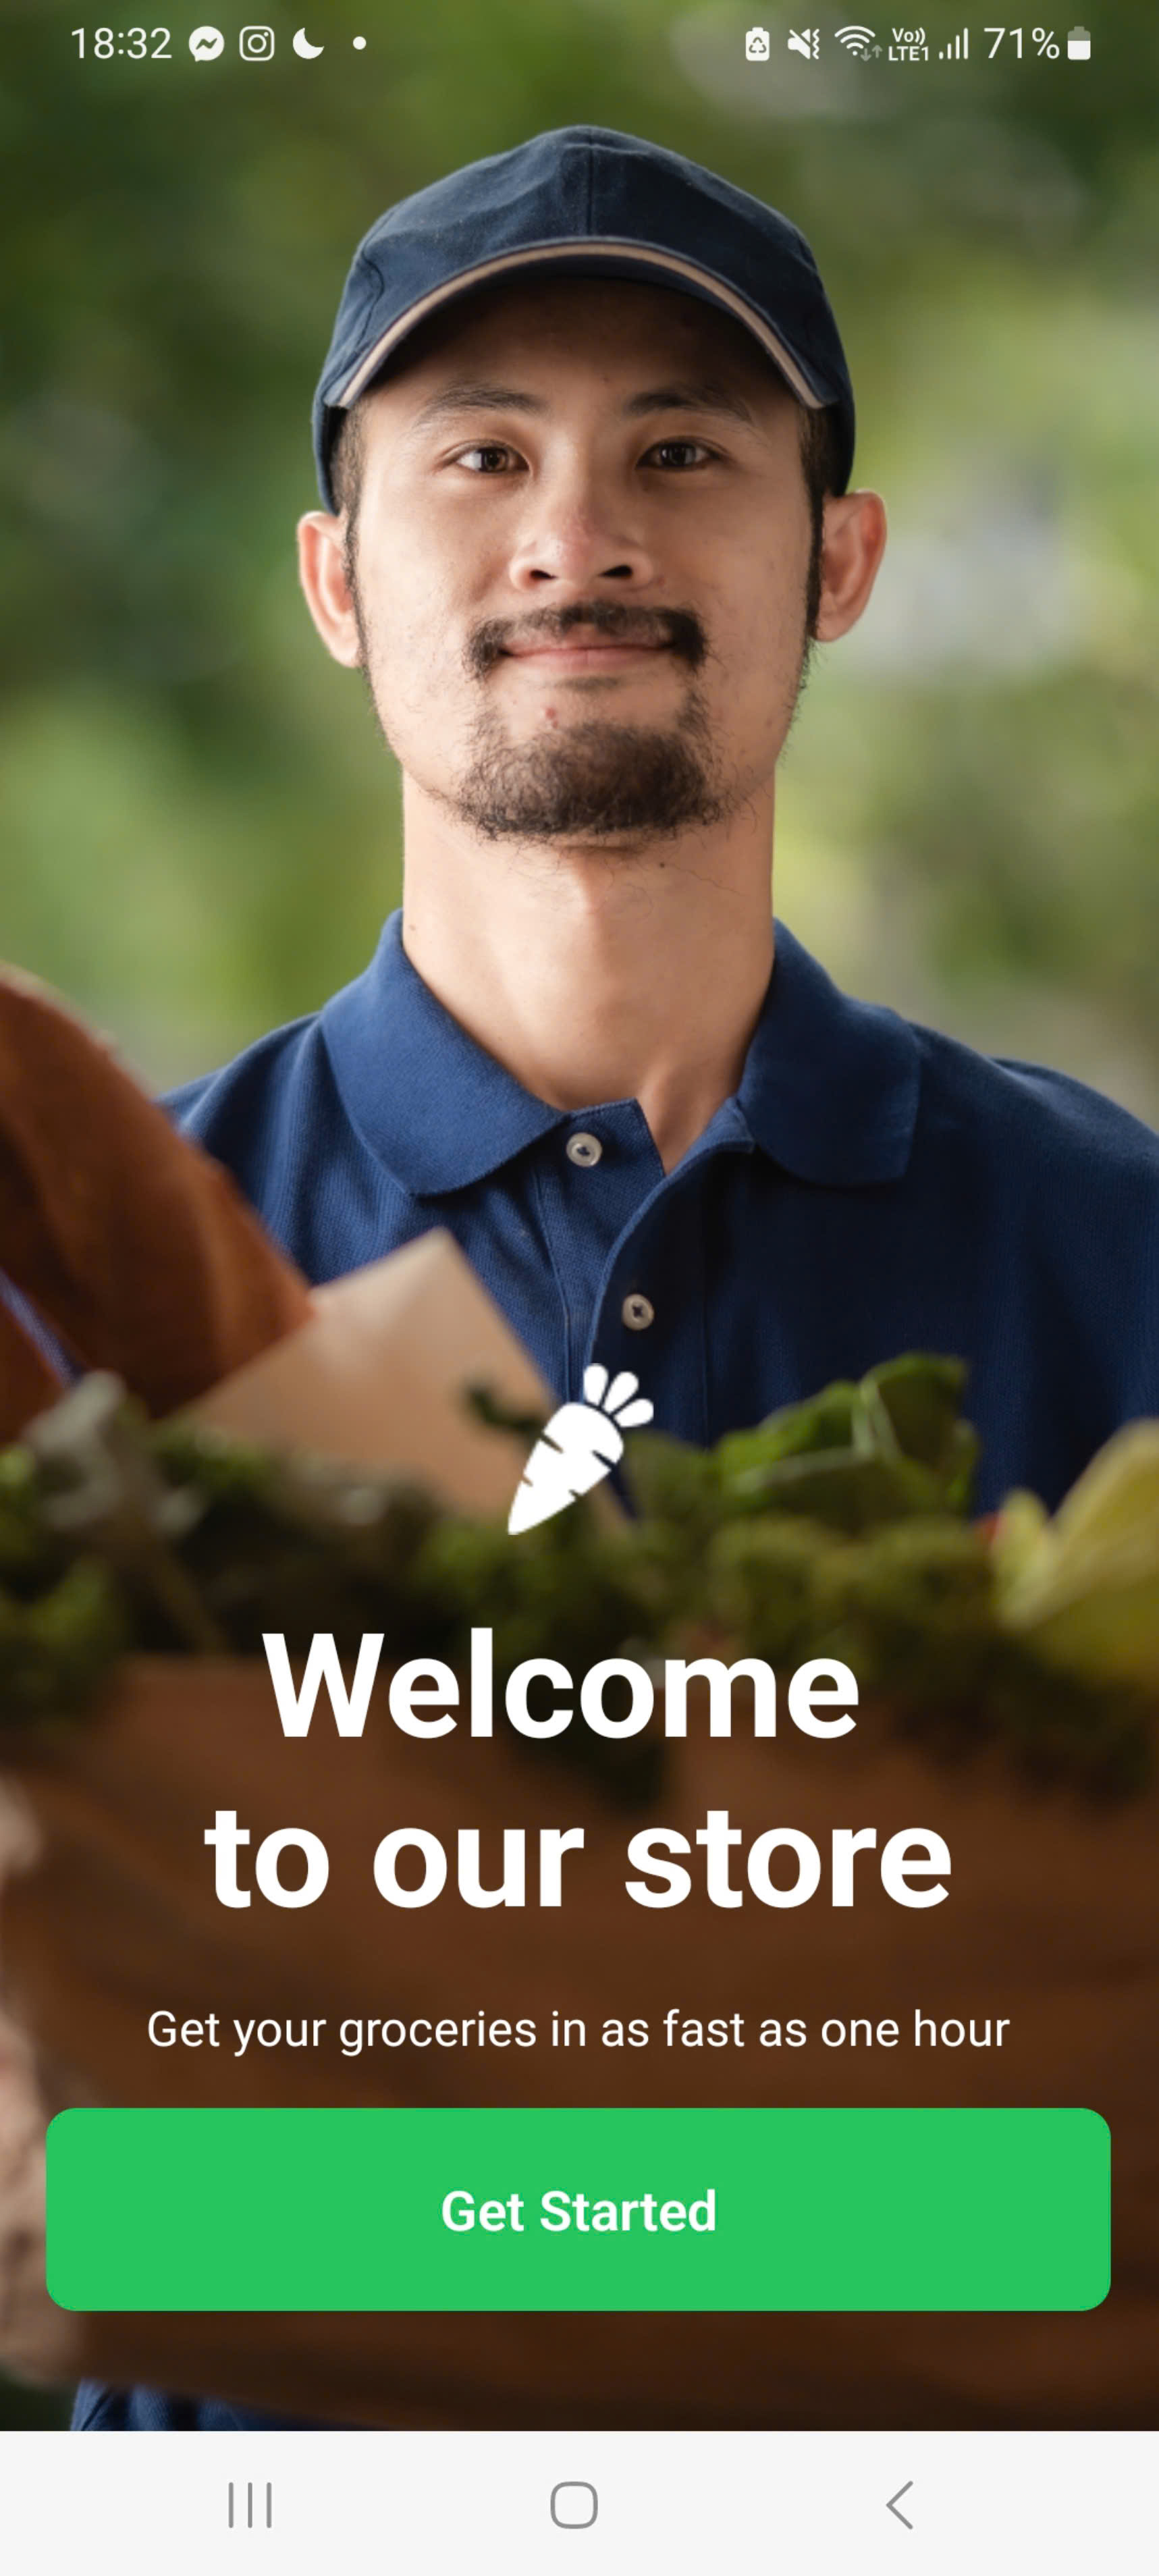 18:32 Vo)) LTE1 71%
Welcome
to our store
Get your groceries in as fast as one hour
Get Started